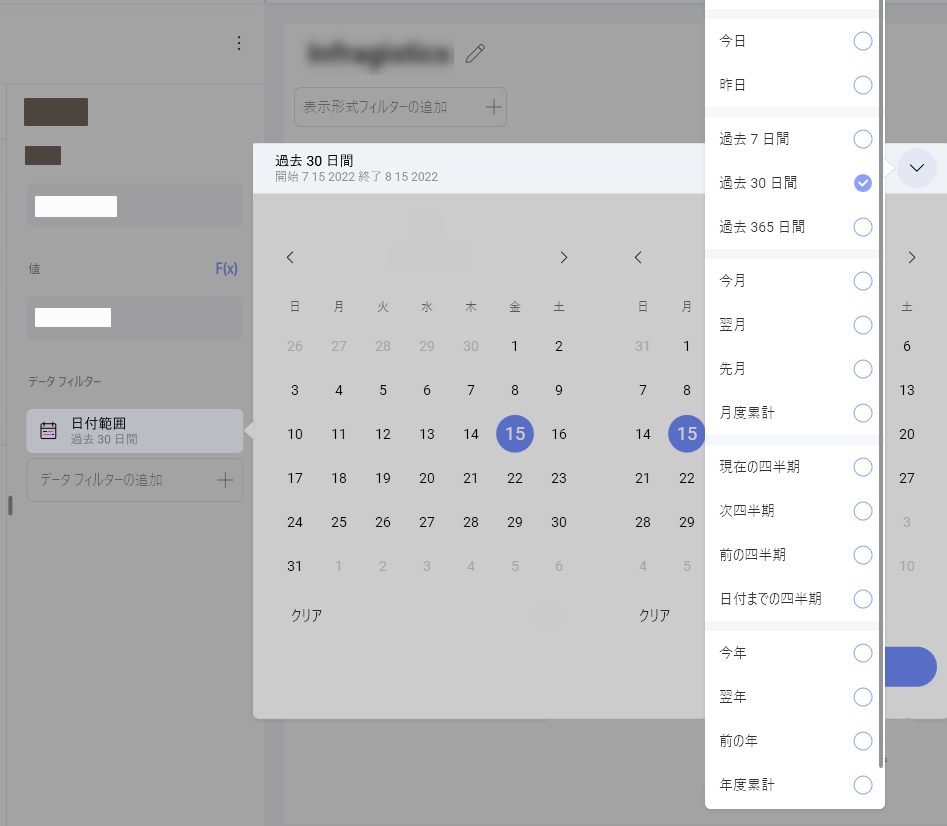 表示形式フィルターの追加
値
F(x)
データ フィルター
日付範囲
過去 30 日間
データ フィルターの追加
過去 30 日間
開始 7 15 2022 終了 8 15 2022
日 月 火 水 木 金 土
26 27 28 29 30 1 2
3 4 5 6 7 8 9
10 11 12 13 14 15 16
17 18 19 20 21 22 23
24 25 26 27 28 29 30
31 1 2 3 4 5 6
クリア
日 月 土
31 1 6
7 8 13
14 15 20
21 22 27
28 29 3
4 5 10
クリア
今日
昨日
過去 7 日間
過去 30 日間
過去 365 日間
今月
翌月
先月
月度累計
現在の四半期
次四半期
前の四半期
日付までの四半期
今年
翌年
前の年
年度累計